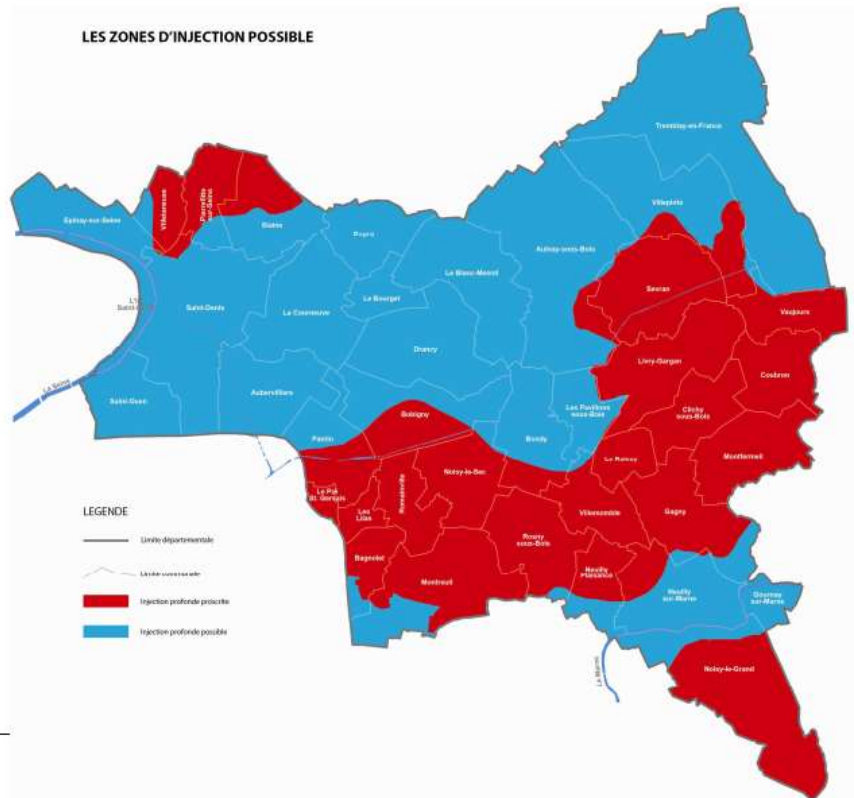 LES ZONES D'INJECTION POSSIBLE
Tremblay-en-France
Villetaneuse
Pierrefitte
sur-Seine
Villepinte
Epinay-sur-Seine
Stains
Dugny
Aulnay-sous-Bois
Le Blanc-Mesnil
Sevran
Le Bourget
Saint-Denis
La Courneuve
Vaujours
Drancy
Livry-Gargan
Coubron
La Seine
Saint-Ouen
Aubervilliers
Bobigny
Les Pavillons
sous-Bois
Clichy
sous-Bois
Pantin
Bondy
Montfermeil
Le Raincy
Noisy-le-Sec
Romainville
Le Pré
St. Gervais
Les
Lilas
Villemomble
Gagny
Rosny
sous-Bois
Bagnolet
Montreuil
Neuilly
Plaisance
Neuilly
sur-Marne
Gournay
sur-Marne
Noisy-le-Grand
La Marne
LEGENDE
Limite départementale
Limite communale
Injection profonde proscrite
Injection profonde possible